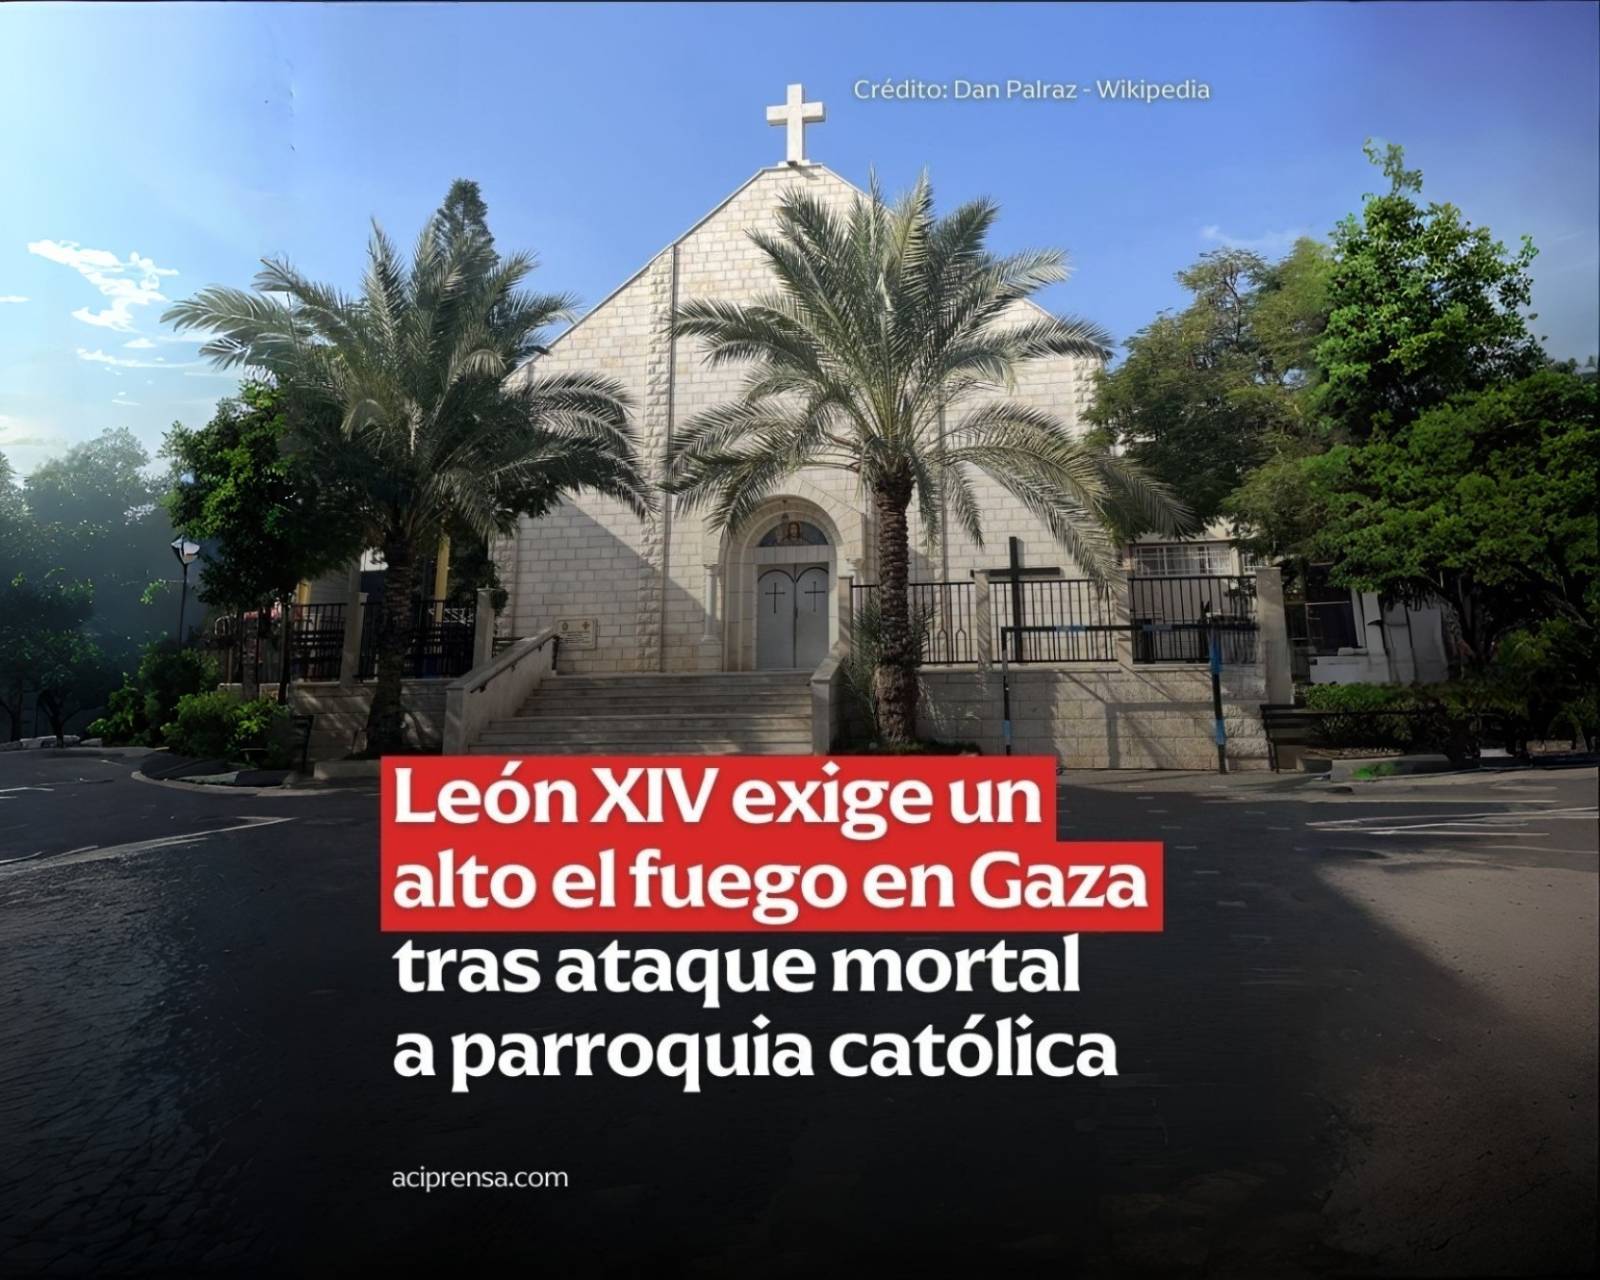 Crédito: Dan Palraz - Wikipedia
León XIV exige un
alto el fuego en Gaza
tras ataque mortal
a parroquia católica
aciprensa.com